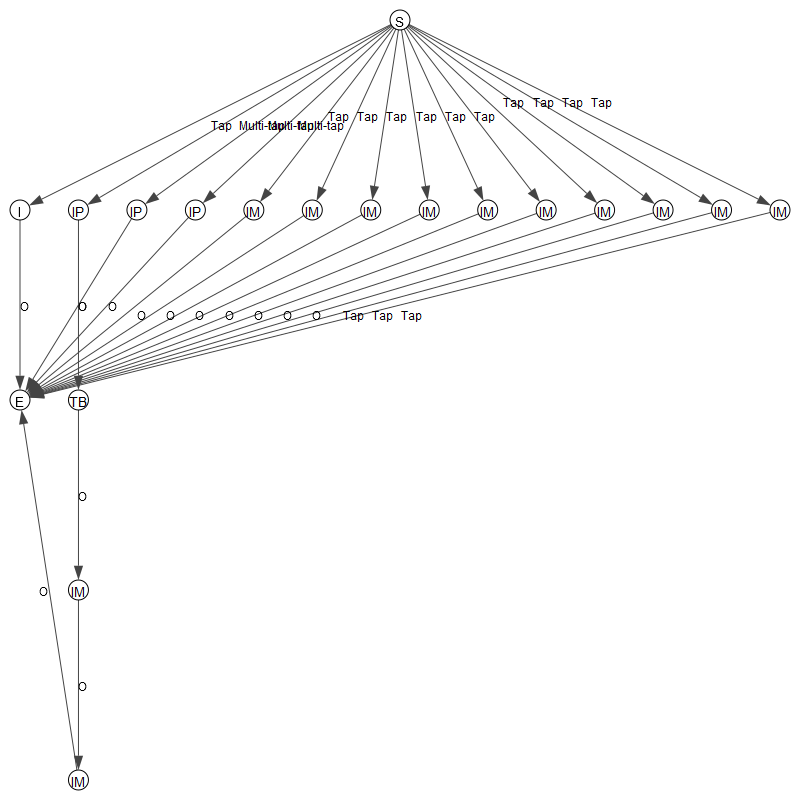 S
Tap Tap Tap Tap
Tap Tap Tap Tap Tap Tap
Tap Multi-tap Multi-tap Multi-tap
I IP IP IP IM IM IM IM IM IM IM IM IM IM
O O O
O O O O O O O Tap Tap Tap
E TB
O
IM
O
O
IM